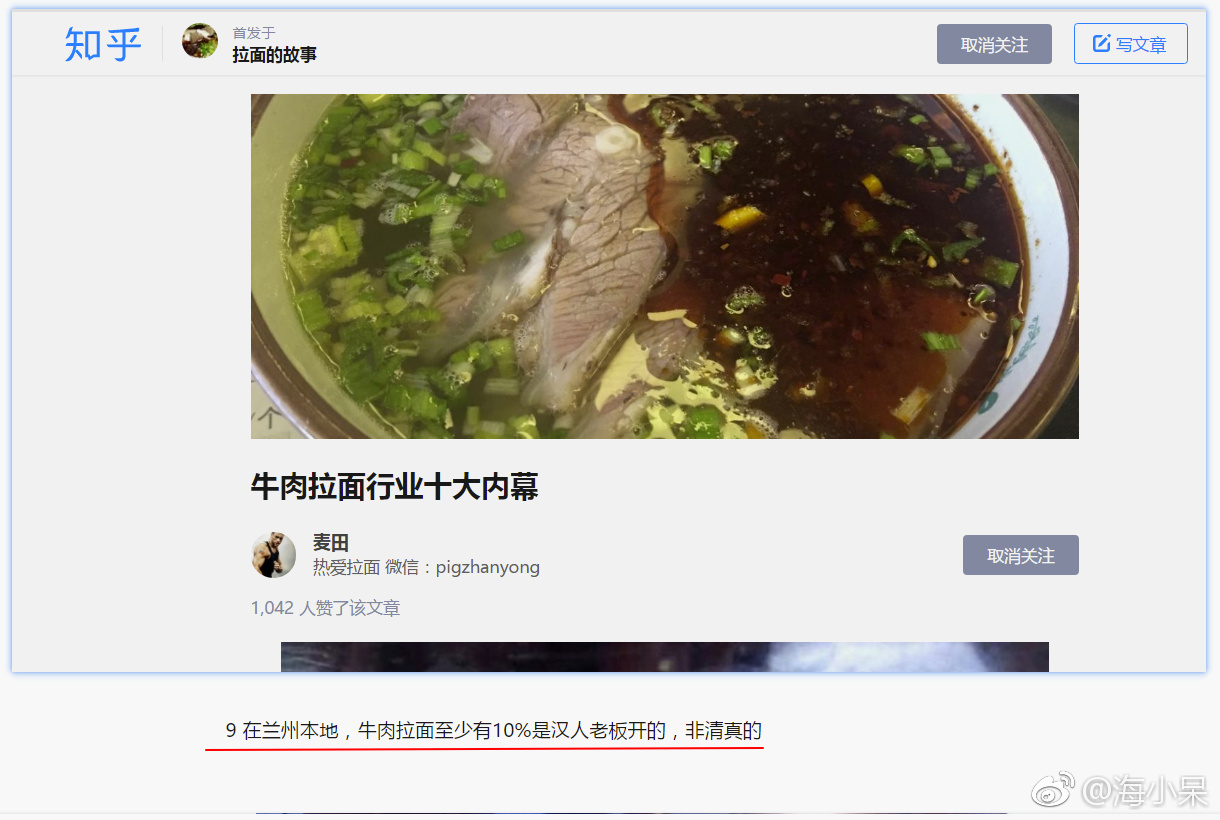 知乎
首发于
拉面的故事
取消关注
写文章
个
牛肉拉面行业十大内幕
麦田
热爱拉面 微信：pigzhanyong
取消关注
1,042 人赞了该文章
9 在兰州本地，牛肉拉面至少有10%是汉人老板开的，非清真的
@海小呆